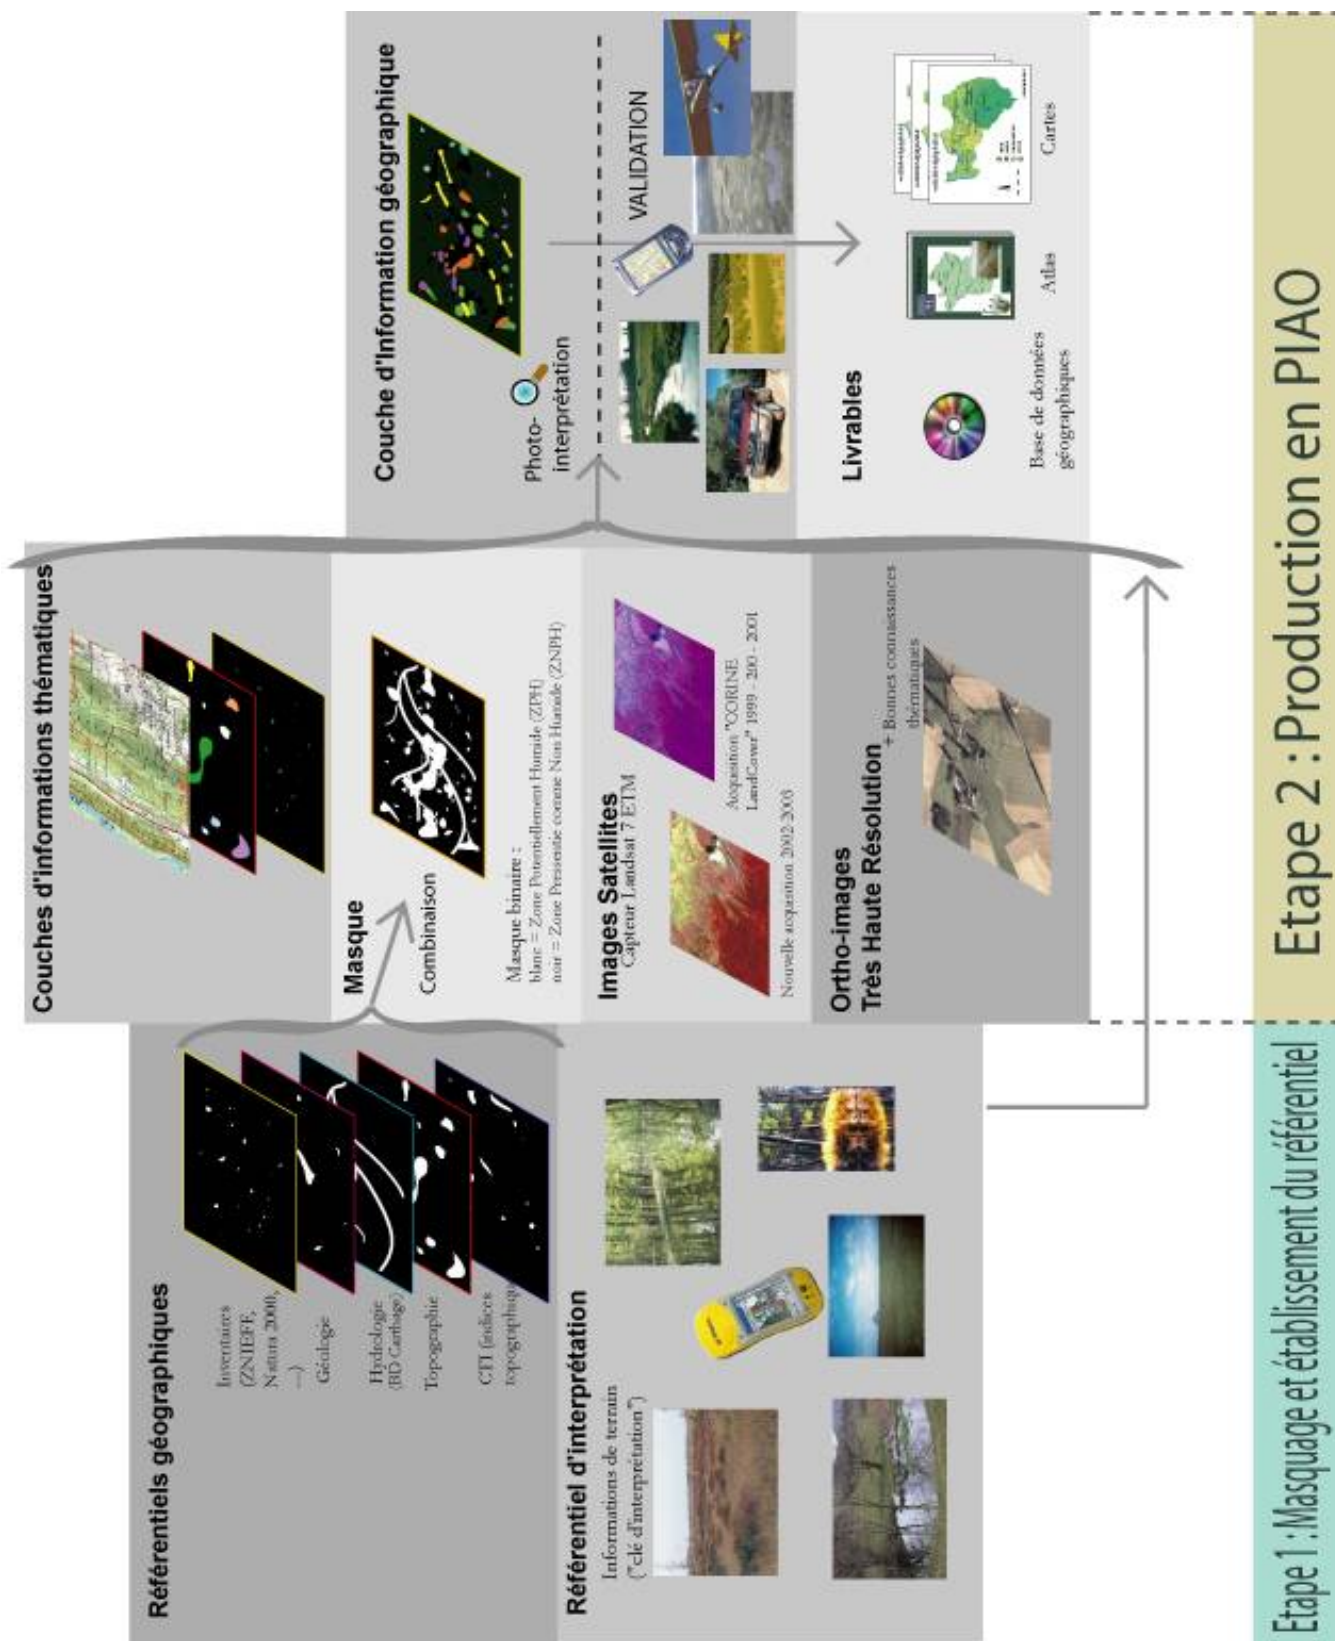 Référentiels géographiques
Inventaires
(ZNIEFF,
Natura 2000,
...)
Géologie
Hydrologie
(BD Carthage)
Topographie
CTI (indices
topographiqu
Référentiel d'interprétation
Informations de terrain
("clé d'interprétation")
Couches d'informations thématiques
Masque
Combinaison
Masque binaire :
blanc = Zone Potentiellement Humide (ZPH)
noir = Zone Pressentie comme Non Humide (ZNPH)
Images Satellites
Capteur Landsat 7 ETM
Acquisition "CORINE
LandCover" 1999 - 200 - 2001
Nouvelle acquisition 2002-2003
Ortho-images
Très Haute Résolution
+ Bonnes connaissances
thématiques
Couche d'Information géographique
Photo-
interprétation
VALIDATION
Livrables
Base de données
géographiques
Atlas
Cartes
Etape 1 : Masquage et établissement du référentiel
Etape 2 : Production en PIAO